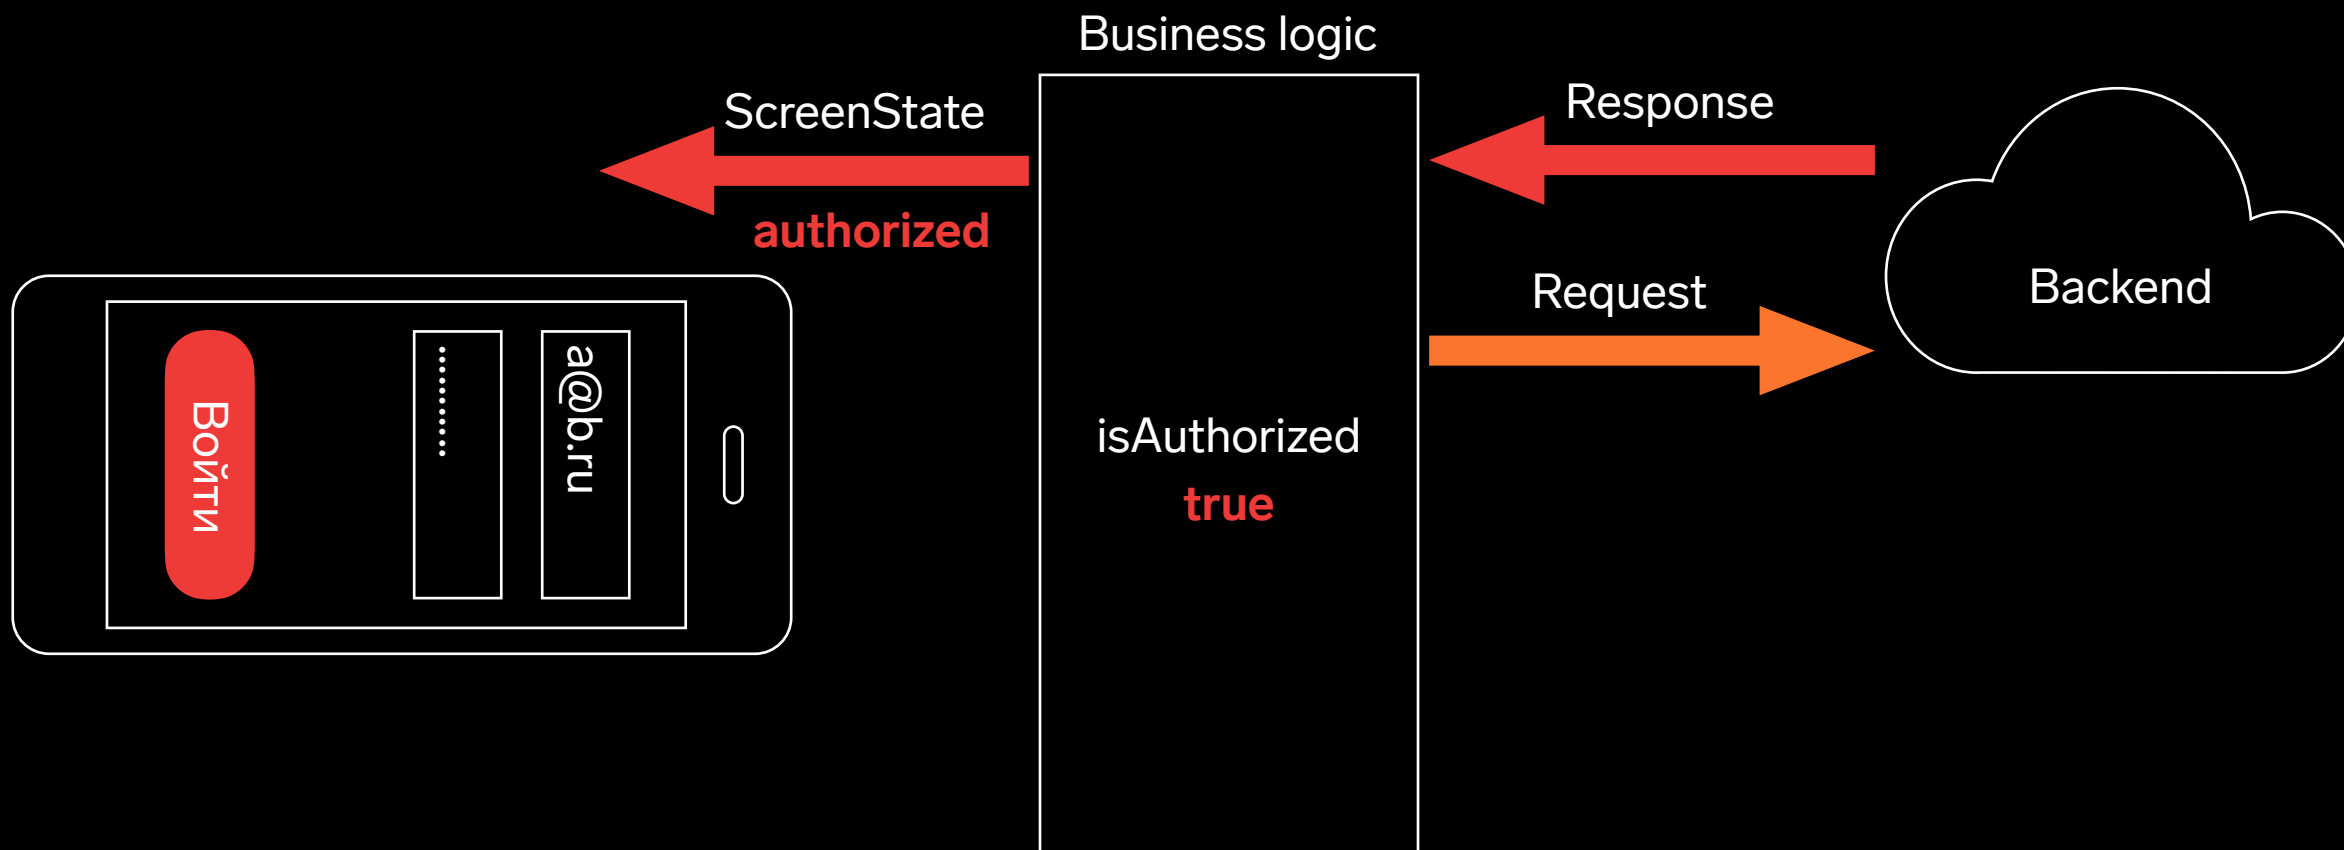 Business logic
ScreenState
authorized
Response
Request
Backend
isAuthorized
true
a@b.ru
Войти